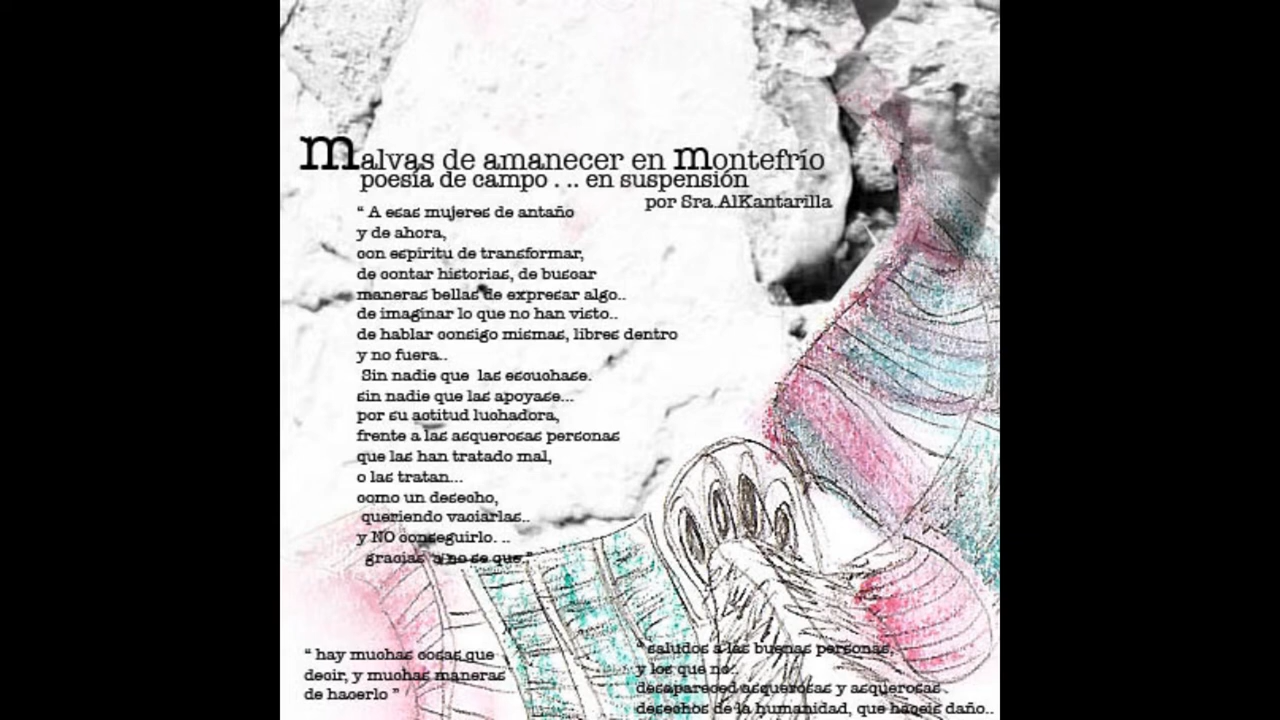 Malvas de amanecer en Montefrío
poesía de campo . .. en suspensión
por Sra.AlKantarilla
“ A esas mujeres de antaño
y de ahora,
con espíritu de transformar,
de contar historias, de buscar
maneras bellas de expresar algo..
de imaginar lo que no han visto..
de hablar consigo mismas, libres dentro
y no fuera..
Sin nadie que las escuchase.
sin nadie que las apoyase...
por su actitud luchadora,
frente a las asquerosas personas
que las han tratado mal,
o las tratan...
como un desecho,
queriendo vaciarlas..
y NO conseguirlo. ..
gracias a no se que ”
“ hay muchas cosas que
decir, y muchas maneras
de hacerlo ”
“ saludos a las buenas personas,
y los que no..
desapareced asquerosas y asquerosas .
desechos de la humanidad, que haceis daño..